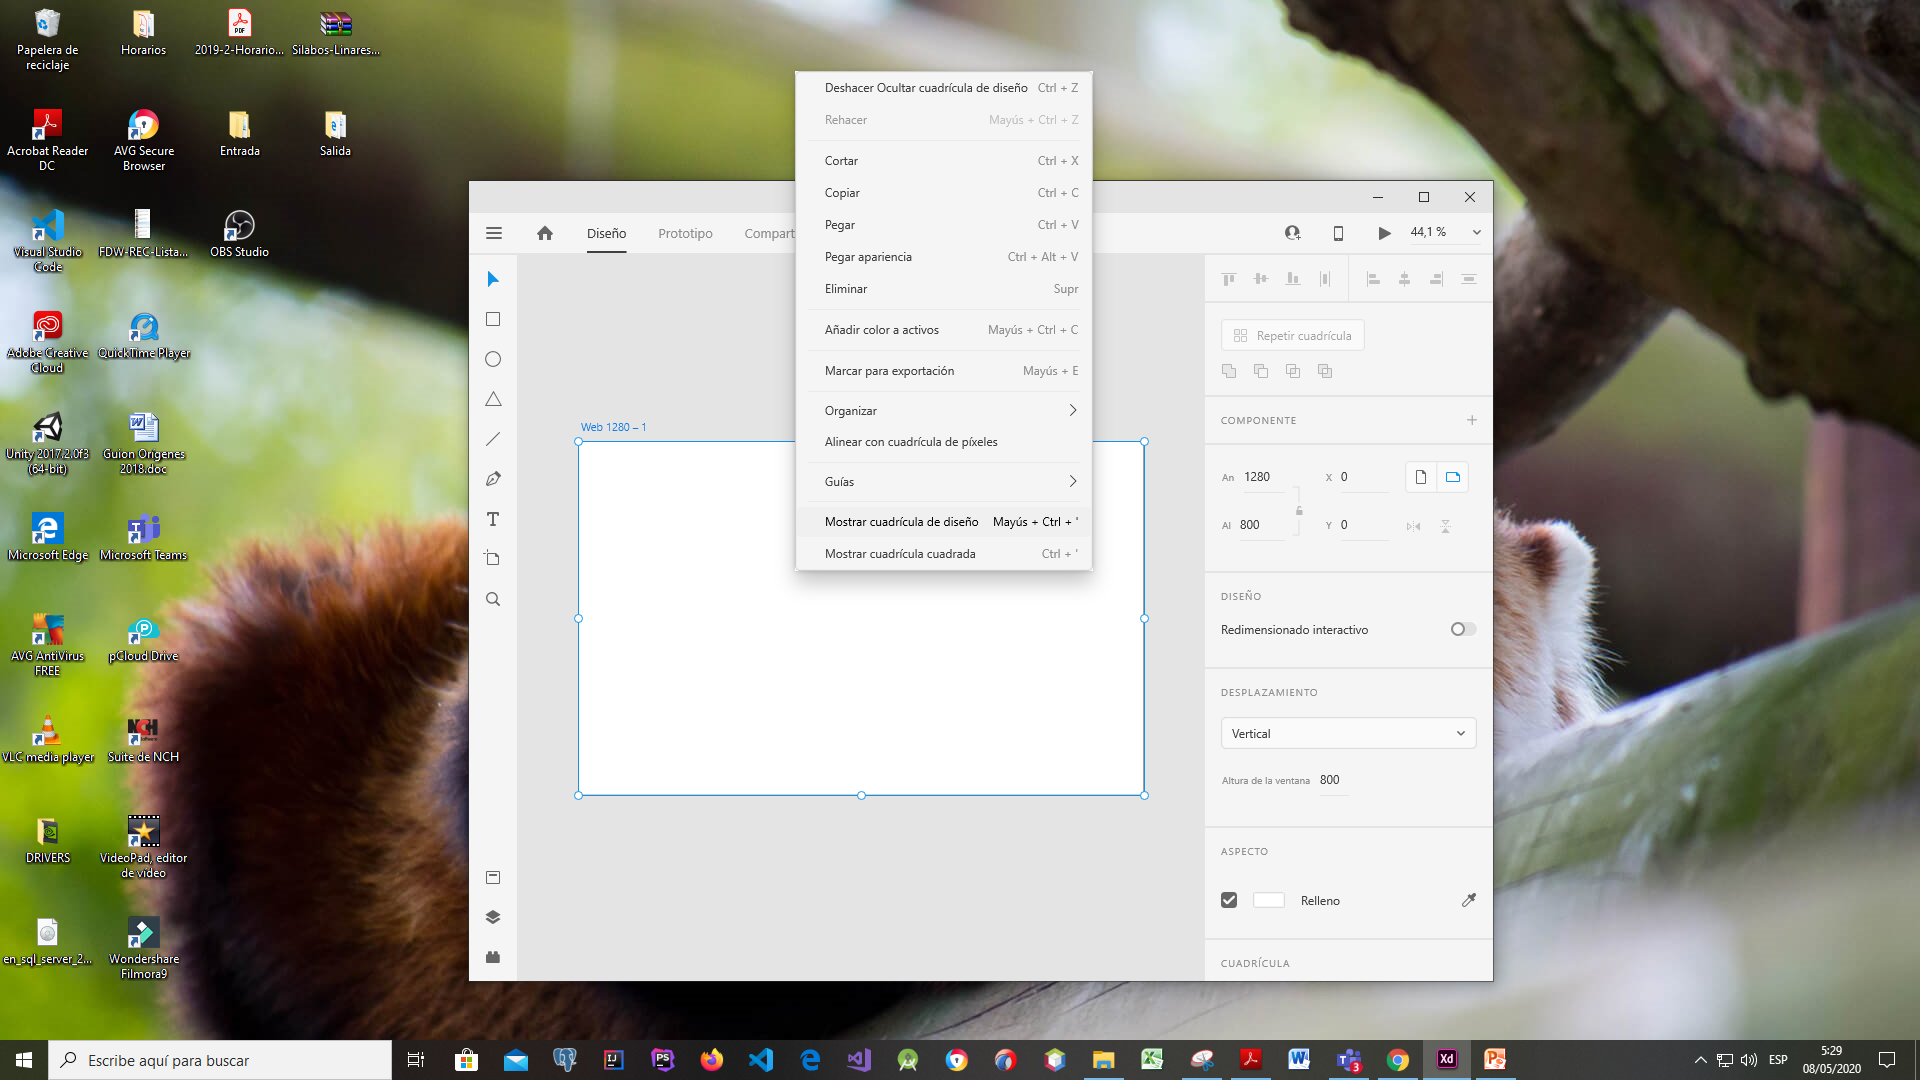 Papelera de
reciclaje
Horarios
2019-2-Horario...
Silabos-Linares...
Acrobat Reader
DC
AVG Secure
Browser
Entrada
Salida
Visual Studio
Code
FDW-REC-Lista...
OBS Studio
Adobe Creative
Cloud
QuickTime Player
Unity 2017.2.0f3
(64-bit)
Guion Origenes
2018.doc
Microsoft Edge
Microsoft Teams
AVG AntiVirus
FREE
pCloud Drive
VLC media player
Suite de NCH
DRIVERS
VideoPad, editor
de vídeo
en_sql_server_2...
Wondershare
Filmora9
Diseño
Prototipo
Compart
44,1 %
Deshacer Ocultar cuadrícula de diseño Ctrl + Z
Rehacer Mayús + Ctrl + Z
Cortar Ctrl + X
Copiar Ctrl + C
Pegar Ctrl + V
Pegar apariencia Ctrl + Alt + V
Eliminar Supr
Añadir color a activos Mayús + Ctrl + C
Marcar para exportación Mayús + E
Organizar
Alinear con cuadrícula de píxeles
Guías
Mostrar cuadrícula de diseño Mayús + Ctrl + '
Mostrar cuadrícula cuadrada Ctrl + '
Web 1280 – 1
Repetir cuadrícula
COMPONENTE
An 1280 X 0
Al 800 Y 0
DISEÑO
Redimensionado interactivo
DESPLAZAMIENTO
Vertical
Altura de la ventana 800
ASPECTO
Relleno
CUADRÍCULA
Escribe aquí para buscar
ESP
5:29
08/05/2020